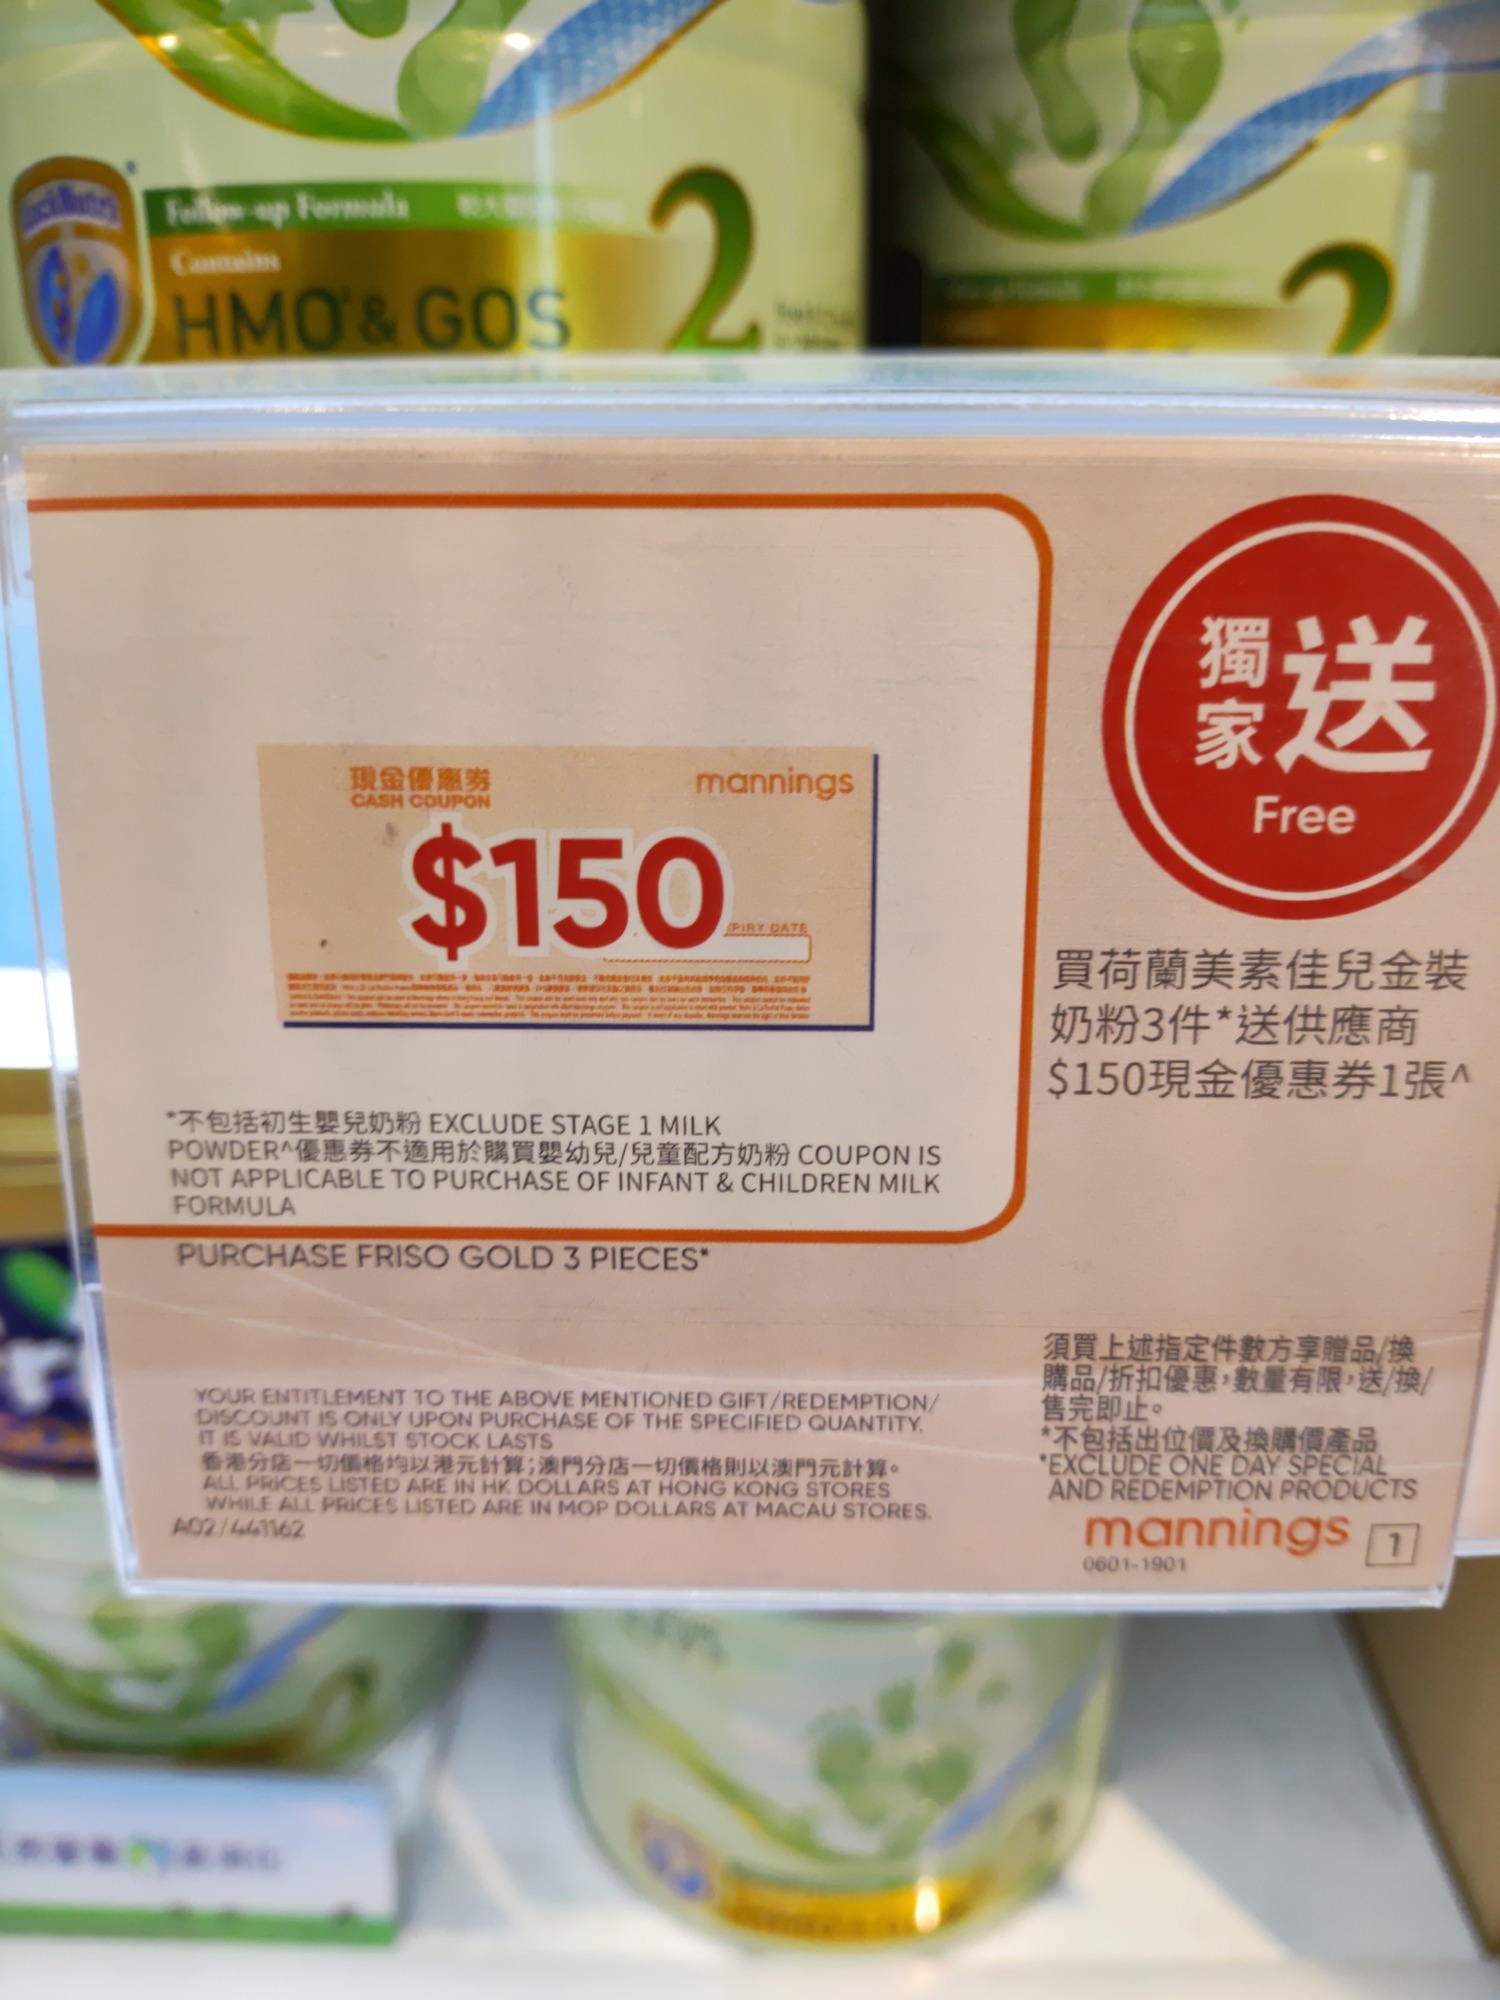 Follow-up Formula
Contains
HMO & GOS
2
2
獨家送
Free
現金優惠券
CASH COUPON
mannings
$150
PIRY DATE
買荷蘭美素佳兒金裝
奶粉3件*送供應商
$150現金優惠券1張^
*不包括初生嬰兒奶粉 EXCLUDE STAGE 1 MILK
POWDER^優惠券不適用於購買嬰幼兒/兒童配方奶粉 COUPON IS
NOT APPLICABLE TO PURCHASE OF INFANT & CHILDREN MILK
FORMULA
PURCHASE FRISO GOLD 3 PIECES*
YOUR ENTITLEMENT TO THE ABOVE MENTIONED GIFT/REDEMPTION/
DISCOUNT IS ONLY UPON PURCHASE OF THE SPECIFIED QUANTITY.
IT IS VALID WHILST STOCK LASTS
香港分店一切價格均以港元計算;澳門分店一切價格則以澳門元計算。
ALL PRICES LISTED ARE IN HK DOLLARS AT HONG KONG STORES
WHILE ALL PRICES LISTED ARE IN MOP DOLLARS AT MACAU STORES.
A02/441162
須買上述指定件數方享贈品/換
購品/折扣優惠,數量有限,送/換/
售完即止。
*不包括出位價及換購價產品
*EXCLUDE ONE DAY SPECIAL
AND REDEMPTION PRODUCTS
mannings 1
0601-1901